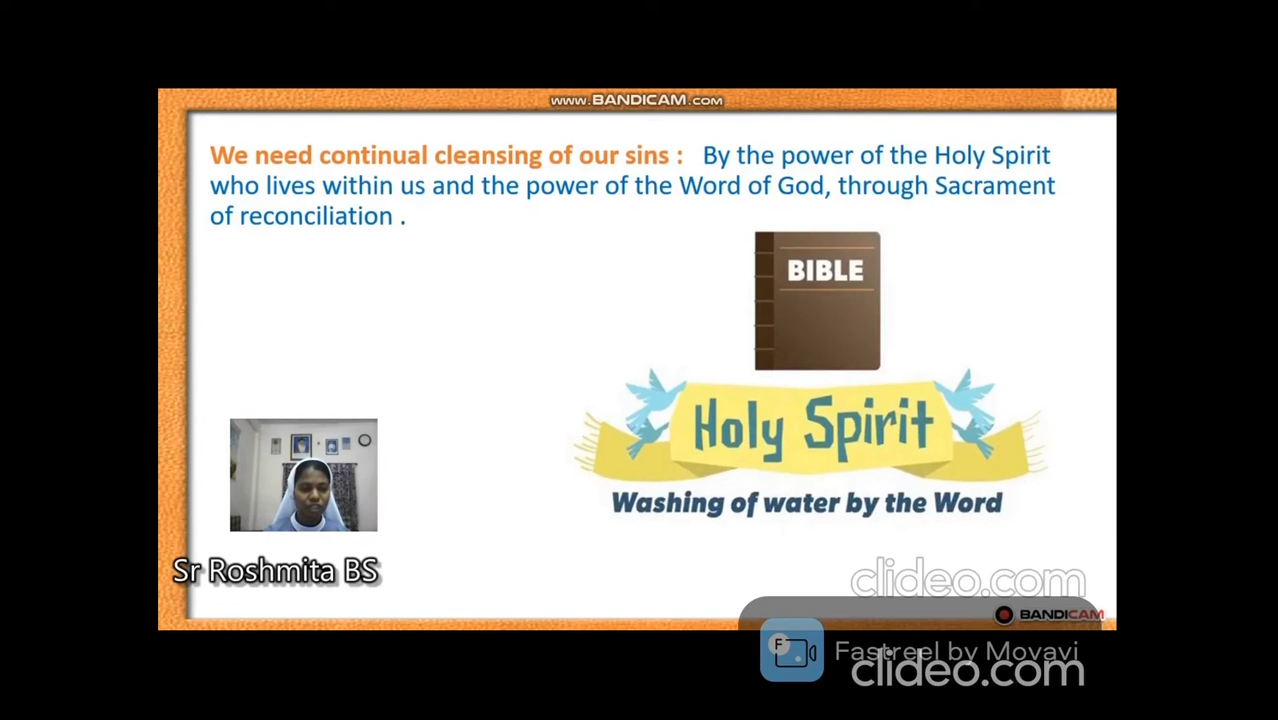 www.BANDICAM.com
We need continual cleansing of our sins : By the power of the Holy Spirit
who lives within us and the power of the Word of God, through Sacrament
of reconciliation .
BIBLE
Holy Spirit
Washing of water by the Word
Sr Roshmita BS
clideo.com
BANDICAM
F
Fastreel by Movavi
clideo.com